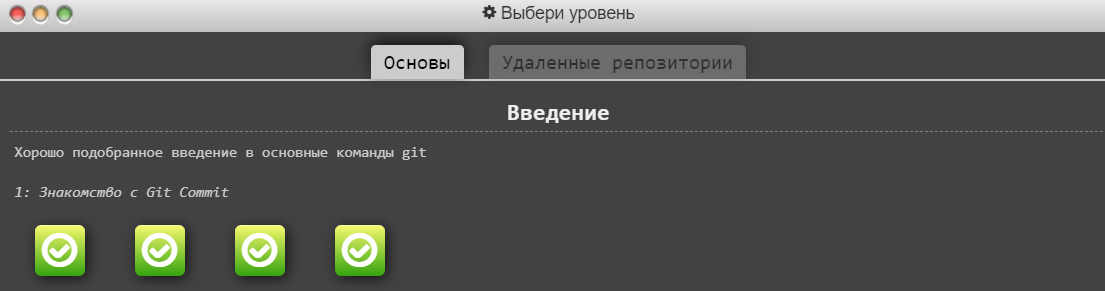 Выбери уровень
Основы
Удаленные репозитории
Введение
Хорошо подобранное введение в основные команды git
1: Знакомство с Git Commit